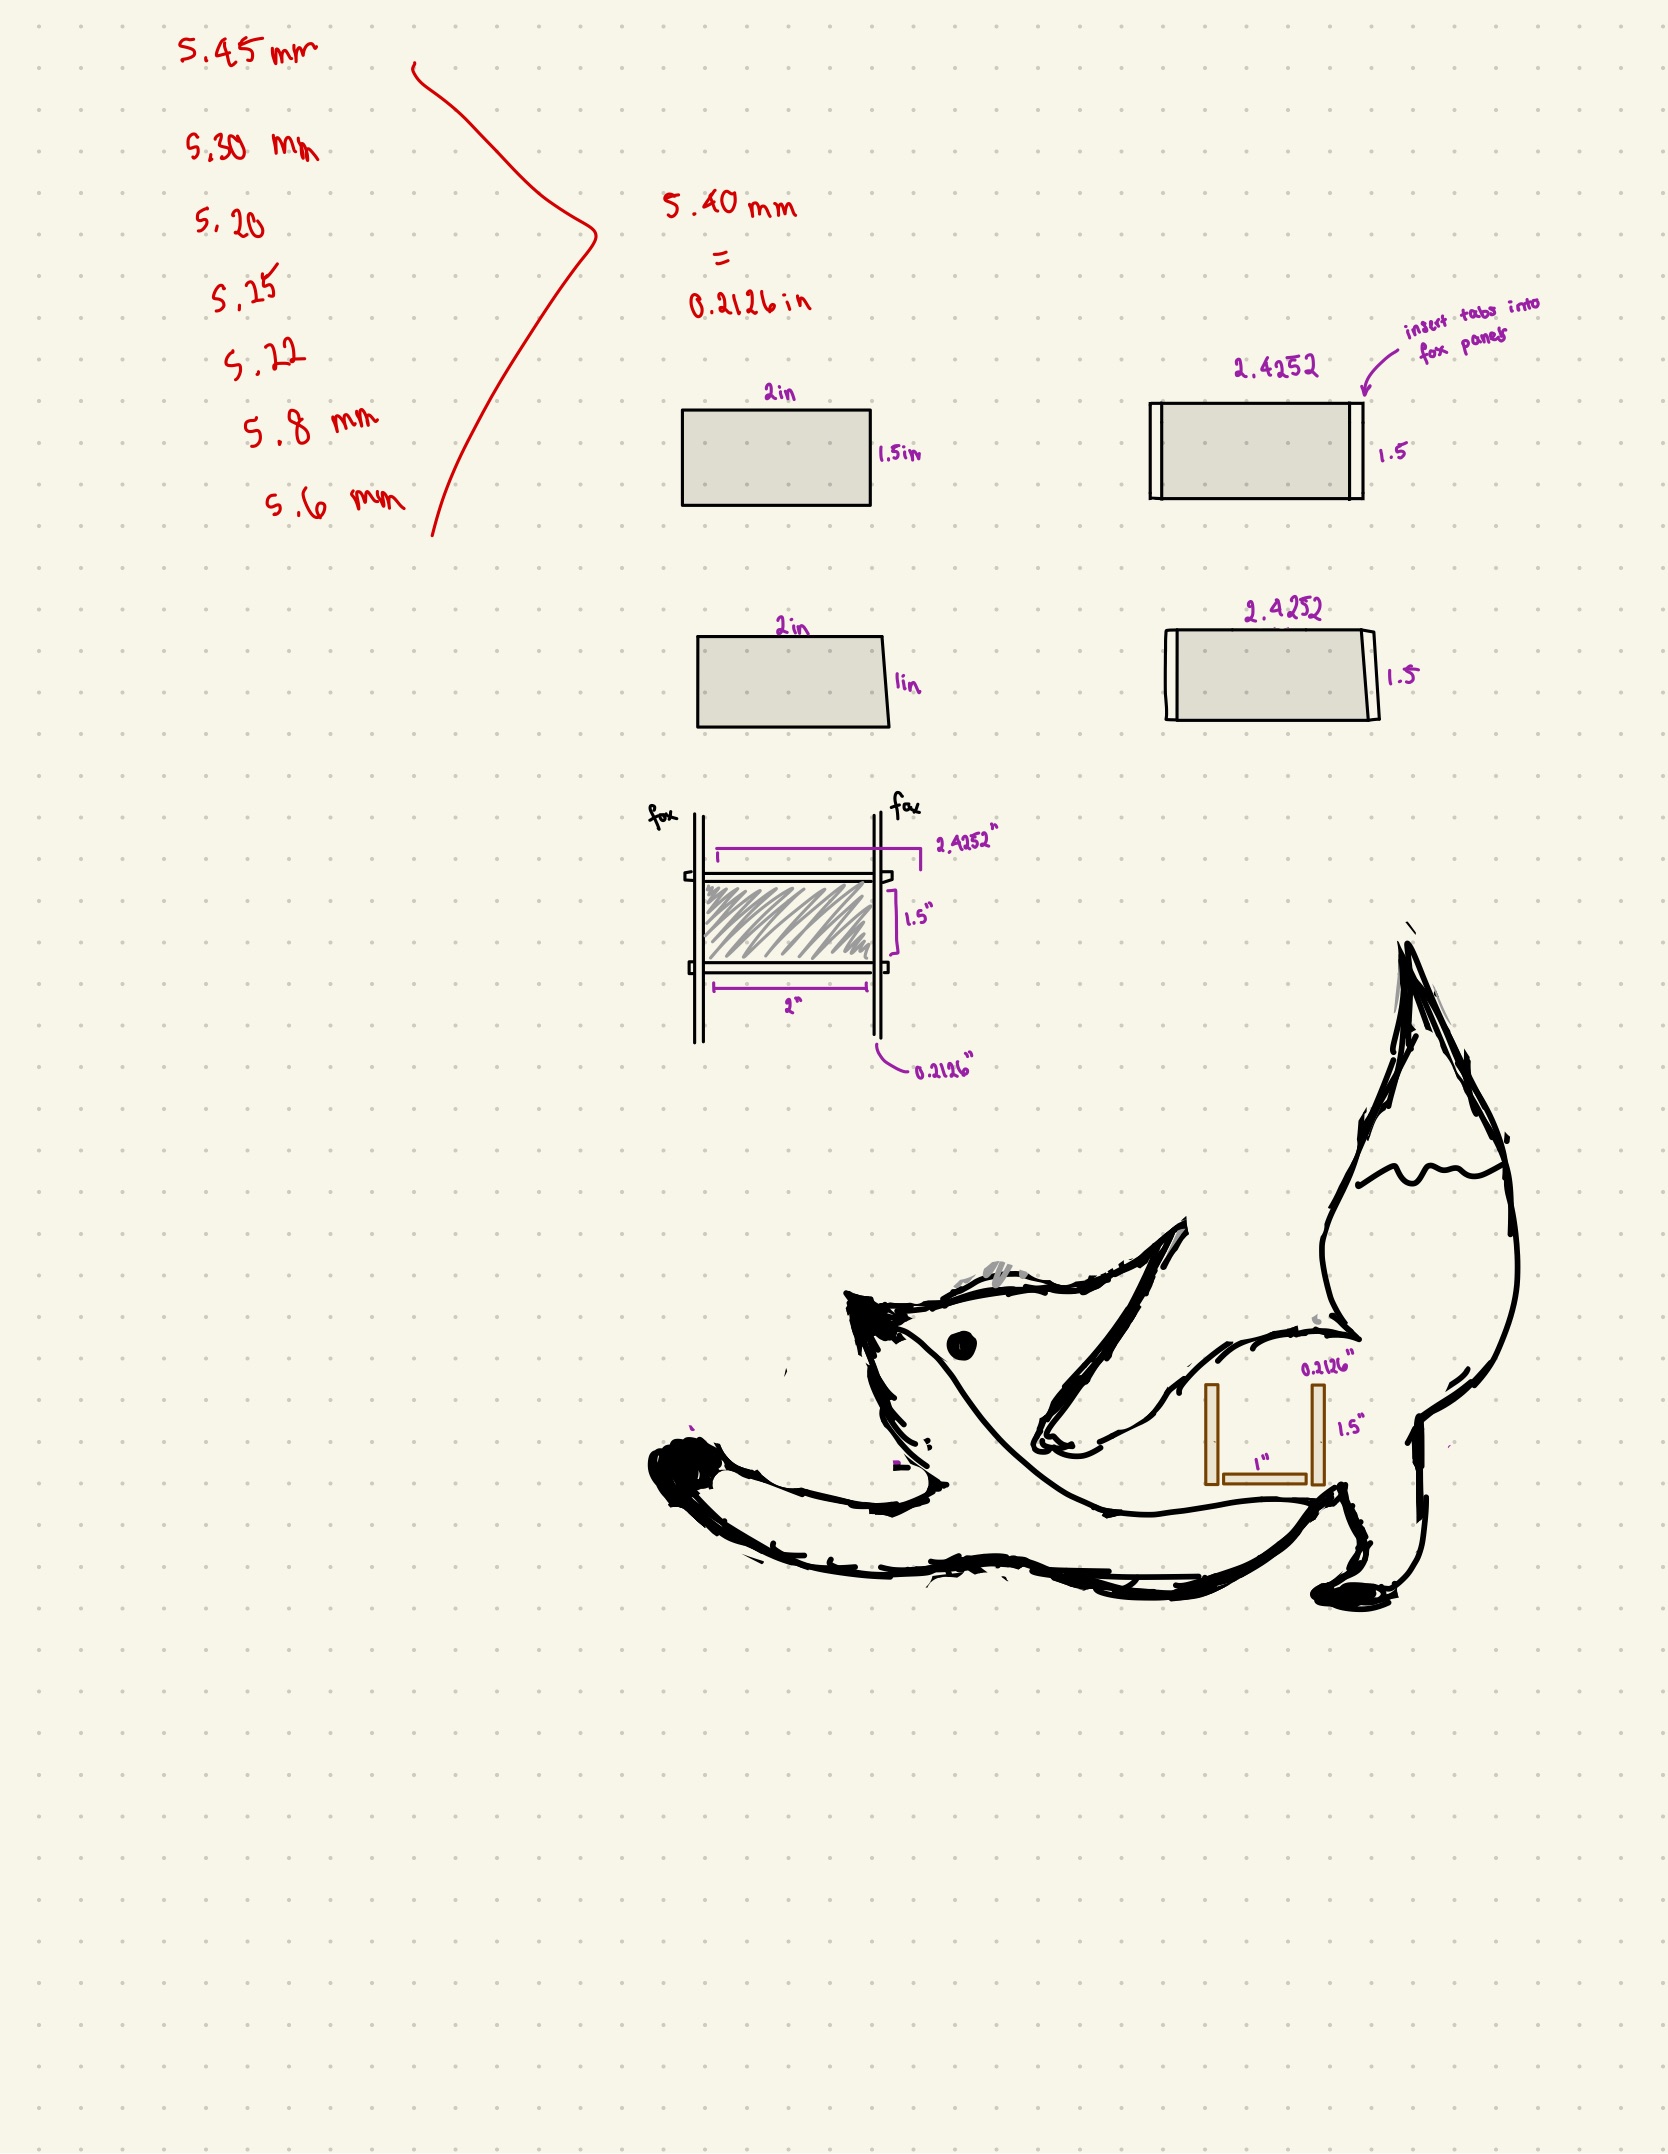 5.45 mm
5.30 mm
5.20
5.25
5.22
5.8 mm
5.6 mm
5.40 mm
=
0.2126 in
2in
1.5in
insert tabs into
fox panel
2.4252
1.5
2in
1in
2.4252
1.5
fox
fox
2.4252"
1.5"
2"
0.2126"
0.2126"
1.5"
1"